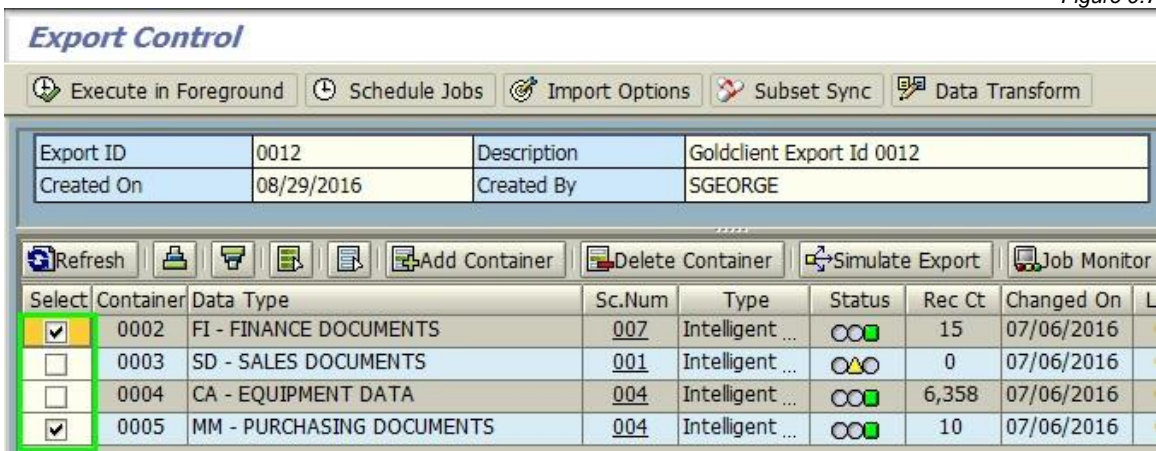 Export Control
Execute in Foreground Schedule Jobs Import Options Subset Sync Data Transform
Export ID 0012 Description Goldclient Export Id 0012
Created On 08/29/2016 Created By SGEORGE
Refresh Add Container Delete Container Simulate Export Job Monitor
Select Container Data Type Sc.Num Type Status Rec Ct Changed On L
0002 FI - FINANCE DOCUMENTS 007 Intelligent ... 15 07/06/2016
0003 SD - SALES DOCUMENTS 001 Intelligent ... 0 07/06/2016
0004 CA - EQUIPMENT DATA 004 Intelligent ... 6,358 07/06/2016
0005 MM - PURCHASING DOCUMENTS 004 Intelligent ... 10 07/06/2016